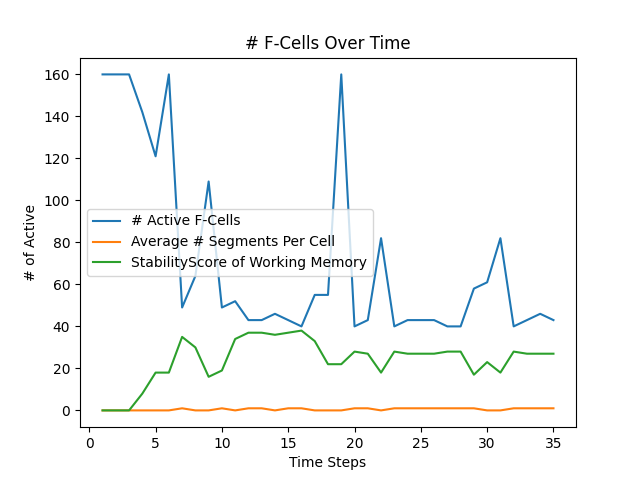 # F-Cells Over Time
# of Active
160
140
120
100
80
60
40
20
0
# Active F-Cells
Average # Segments Per Cell
StabilityScore of Working Memory
0 5 10 15 20 25 30 35
Time Steps